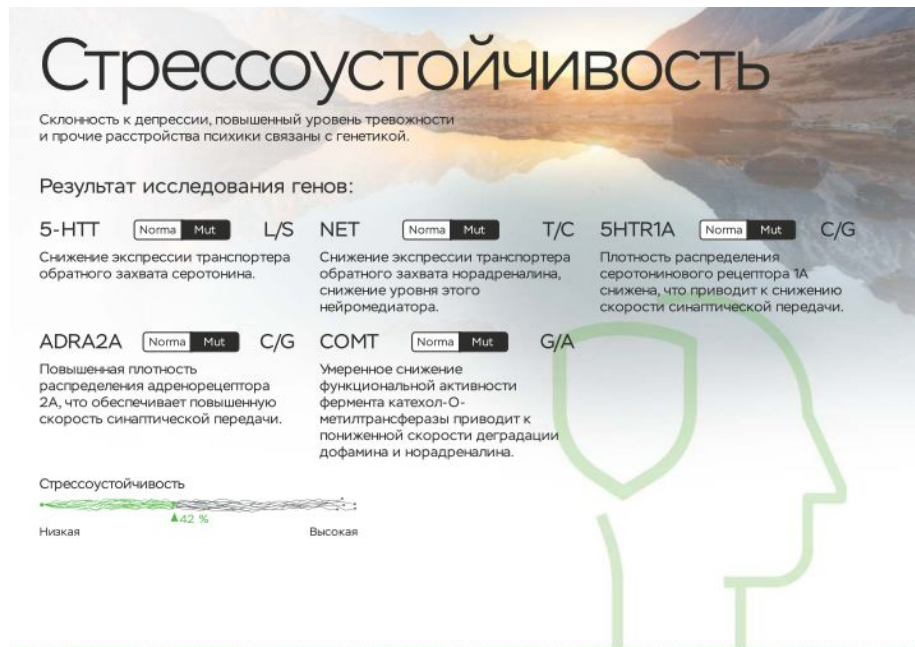 Стрессоустойчивость
Склонность к депрессии, повышенный уровень тревожности
и прочие расстройства психики связаны с генетикой.
Результат исследования генов:
5-HTT Norma Mut L/S
Снижение экспрессии транспортера
обратного захвата серотонина.
NET Norma Mut T/C
Снижение экспрессии транспортера
обратного захвата норадреналина,
снижение уровня этого
нейромедиатора.
5HTR1A Norma Mut C/G
Плотность распределения
серотонинового рецептора 1А
снижена, что приводит к снижению
скорости синаптической передачи.
ADRA2A Norma Mut C/G
Повышенная плотность
распределения адренорецептора
2А, что обеспечивает повышенную
скорость синаптической передачи.
COMT Norma Mut G/A
Умеренное снижение
функциональной активности
фермента катехол-О-
метилтрансферазы приводит к
пониженной скорости деградации
дофамина и норадреналина.
Стрессоустойчивость
42 %
Низкая Высокая